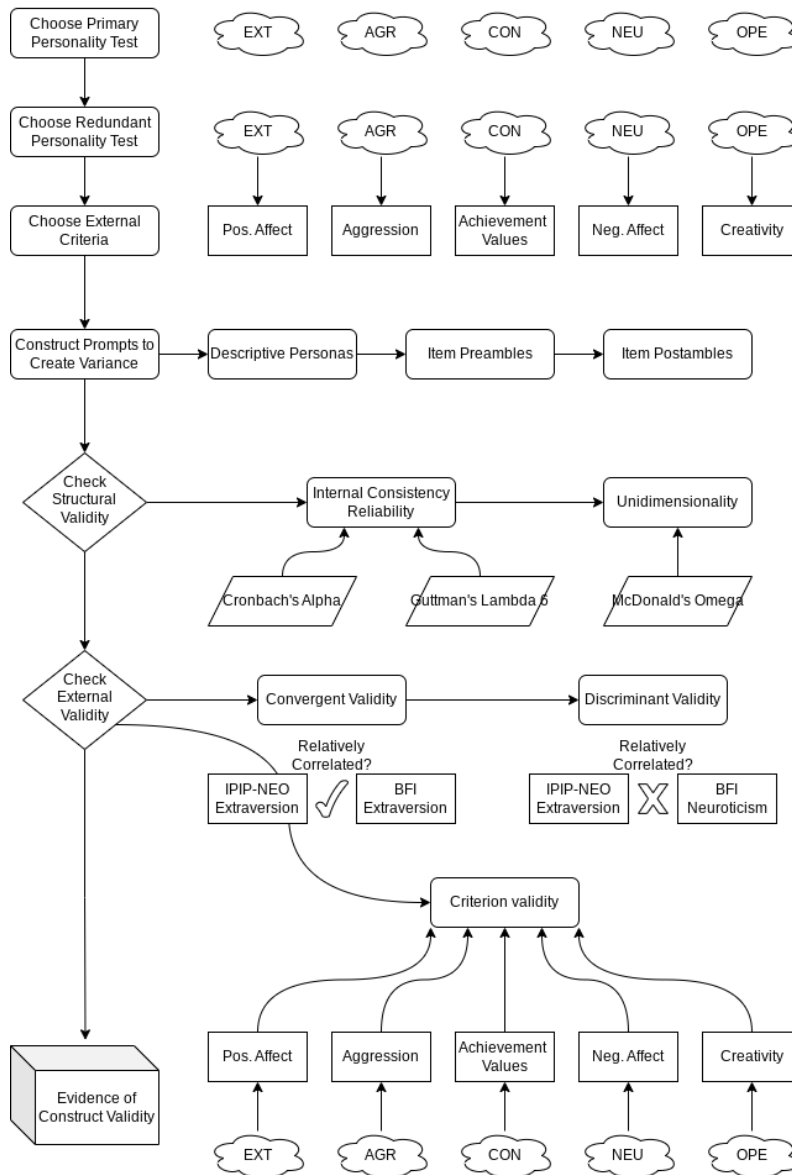 Choose Primary
Personality Test
EXT
AGR
CON
NEU
OPE
Choose Redundant
Personality Test
EXT
AGR
CON
NEU
OPE
Choose External
Criteria
Pos. Affect
Aggression
Achievement
Values
Neg. Affect
Creativity
Construct Prompts to
Create Variance
Descriptive Personas
Item Preambles
Item Postambles
Check
Structural
Validity
Internal Consistency
Reliability
Unidimensionality
Cronbach's Alpha
Guttman's Lambda 6
McDonald's Omega
Check
External
Validity
Convergent Validity
Discriminant Validity
Relatively
Correlated?
IPIP-NEO
Extraversion
BFI
Extraversion
Relatively
Correlated?
IPIP-NEO
Extraversion
BFI
Neuroticism
Criterion validity
Pos. Affect
Aggression
Achievement
Values
Neg. Affect
Creativity
Evidence of
Construct Validity
EXT
AGR
CON
NEU
OPE